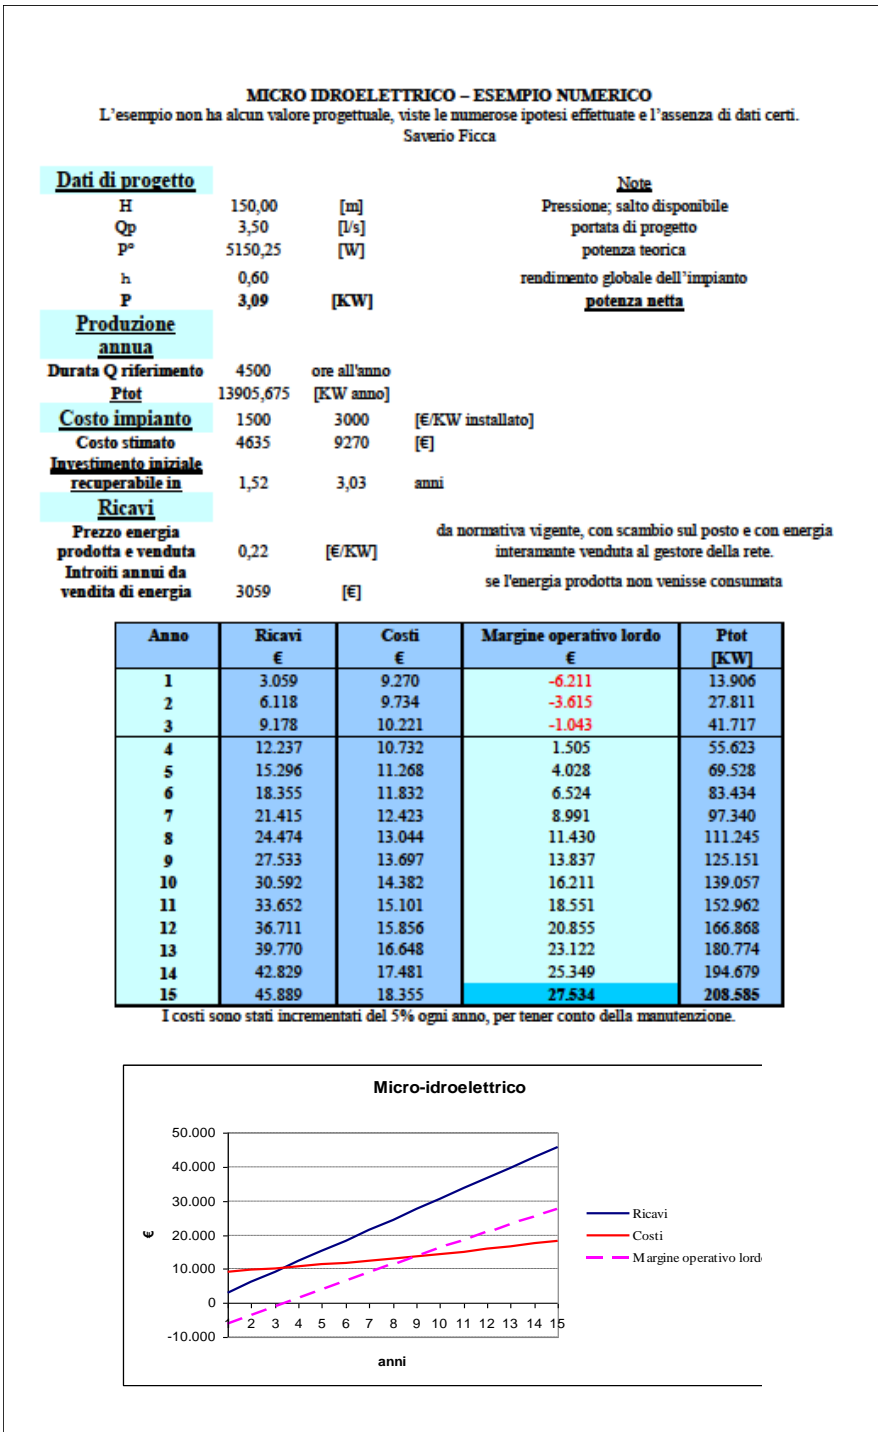 MICRO IDROELETTRICO – ESEMPIO NUMERICO
L'esempio non ha alcun valore progettuale, viste le numerose ipotesi effettuate e l'assenza di dati certi.
Saverio Ficca
Dati di progetto Note
H 150,00 [m] Pressione; salto disponibile
Qp 3,50 [l/s] portata di progetto
P° 5150,25 [W] potenza teorica
h 0,60 rendimento globale dell'impianto
P 3,09 [KW] potenza netta
Produzione
annua
Durata Q riferimento 4500 ore all'anno
Ptot 13905,675 [KW anno]
Costo impianto 1500 3000 [€/KW installato]
Costo stimato 4635 9270 [€]
Investimento iniziale
recuperabile in 1,52 3,03 anni
Ricavi
Prezzo energia da normativa vigente, con scambio sul posto e con energia
prodotta e venduta 0,22 [€/KW] interamante venduta al gestore della rete.
Introiti annui da se l'energia prodotta non venisse consumata
vendita di energia 3059 [€]
Anno Ricavi Costi Margine operativo lordo Ptot
€ € € [KW]
1 3.059 9.270 -6.211 13.906
2 6.118 9.734 -3.615 27.811
3 9.178 10.221 -1.043 41.717
4 12.237 10.732 1.505 55.623
5 15.296 11.268 4.028 69.528
6 18.355 11.832 6.524 83.434
7 21.415 12.423 8.991 97.340
8 24.474 13.044 11.430 111.245
9 27.533 13.697 13.837 125.151
10 30.592 14.382 16.211 139.057
11 33.652 15.101 18.551 152.962
12 36.711 15.856 20.855 166.868
13 39.770 16.648 23.122 180.774
14 42.829 17.481 25.349 194.679
15 45.889 18.355 27.534 208.585
I costi sono stati incrementati del 5% ogni anno, per tener conto della manutenzione.
Micro-idroelettrico
50.000
40.000
30.000
20.000
10.000
0
-10.000
€
1 2 3 4 5 6 7 8 9 10 11 12 13 14 15
anni
Ricavi
Costi
Margine operativo lordo